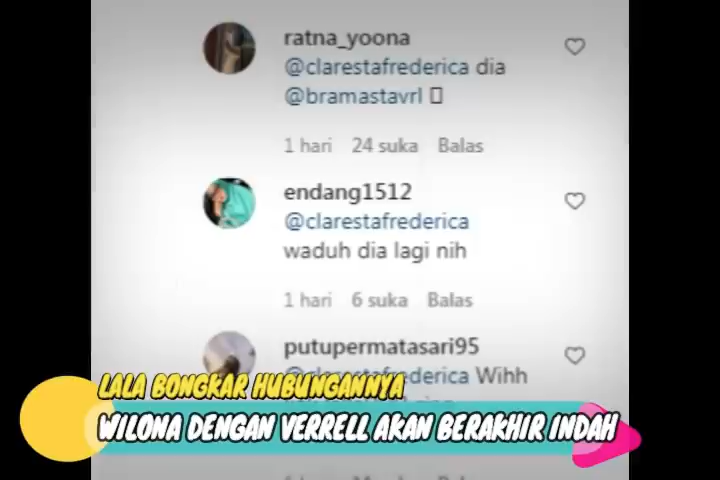 ratna_yoona
@clarestafrederica dia
@bramastavrl
1 hari 24 suka Balas
endang1512
@clarestafrederica
waduh dia lagi nih
1 hari 6 suka Balas
putupermatasari95
@clarestafrederica Wihh
LALA BONGKAR HUBUNGANNYA
WILONA DENGAN VERRELL AKAN BERAKHIR INDAH